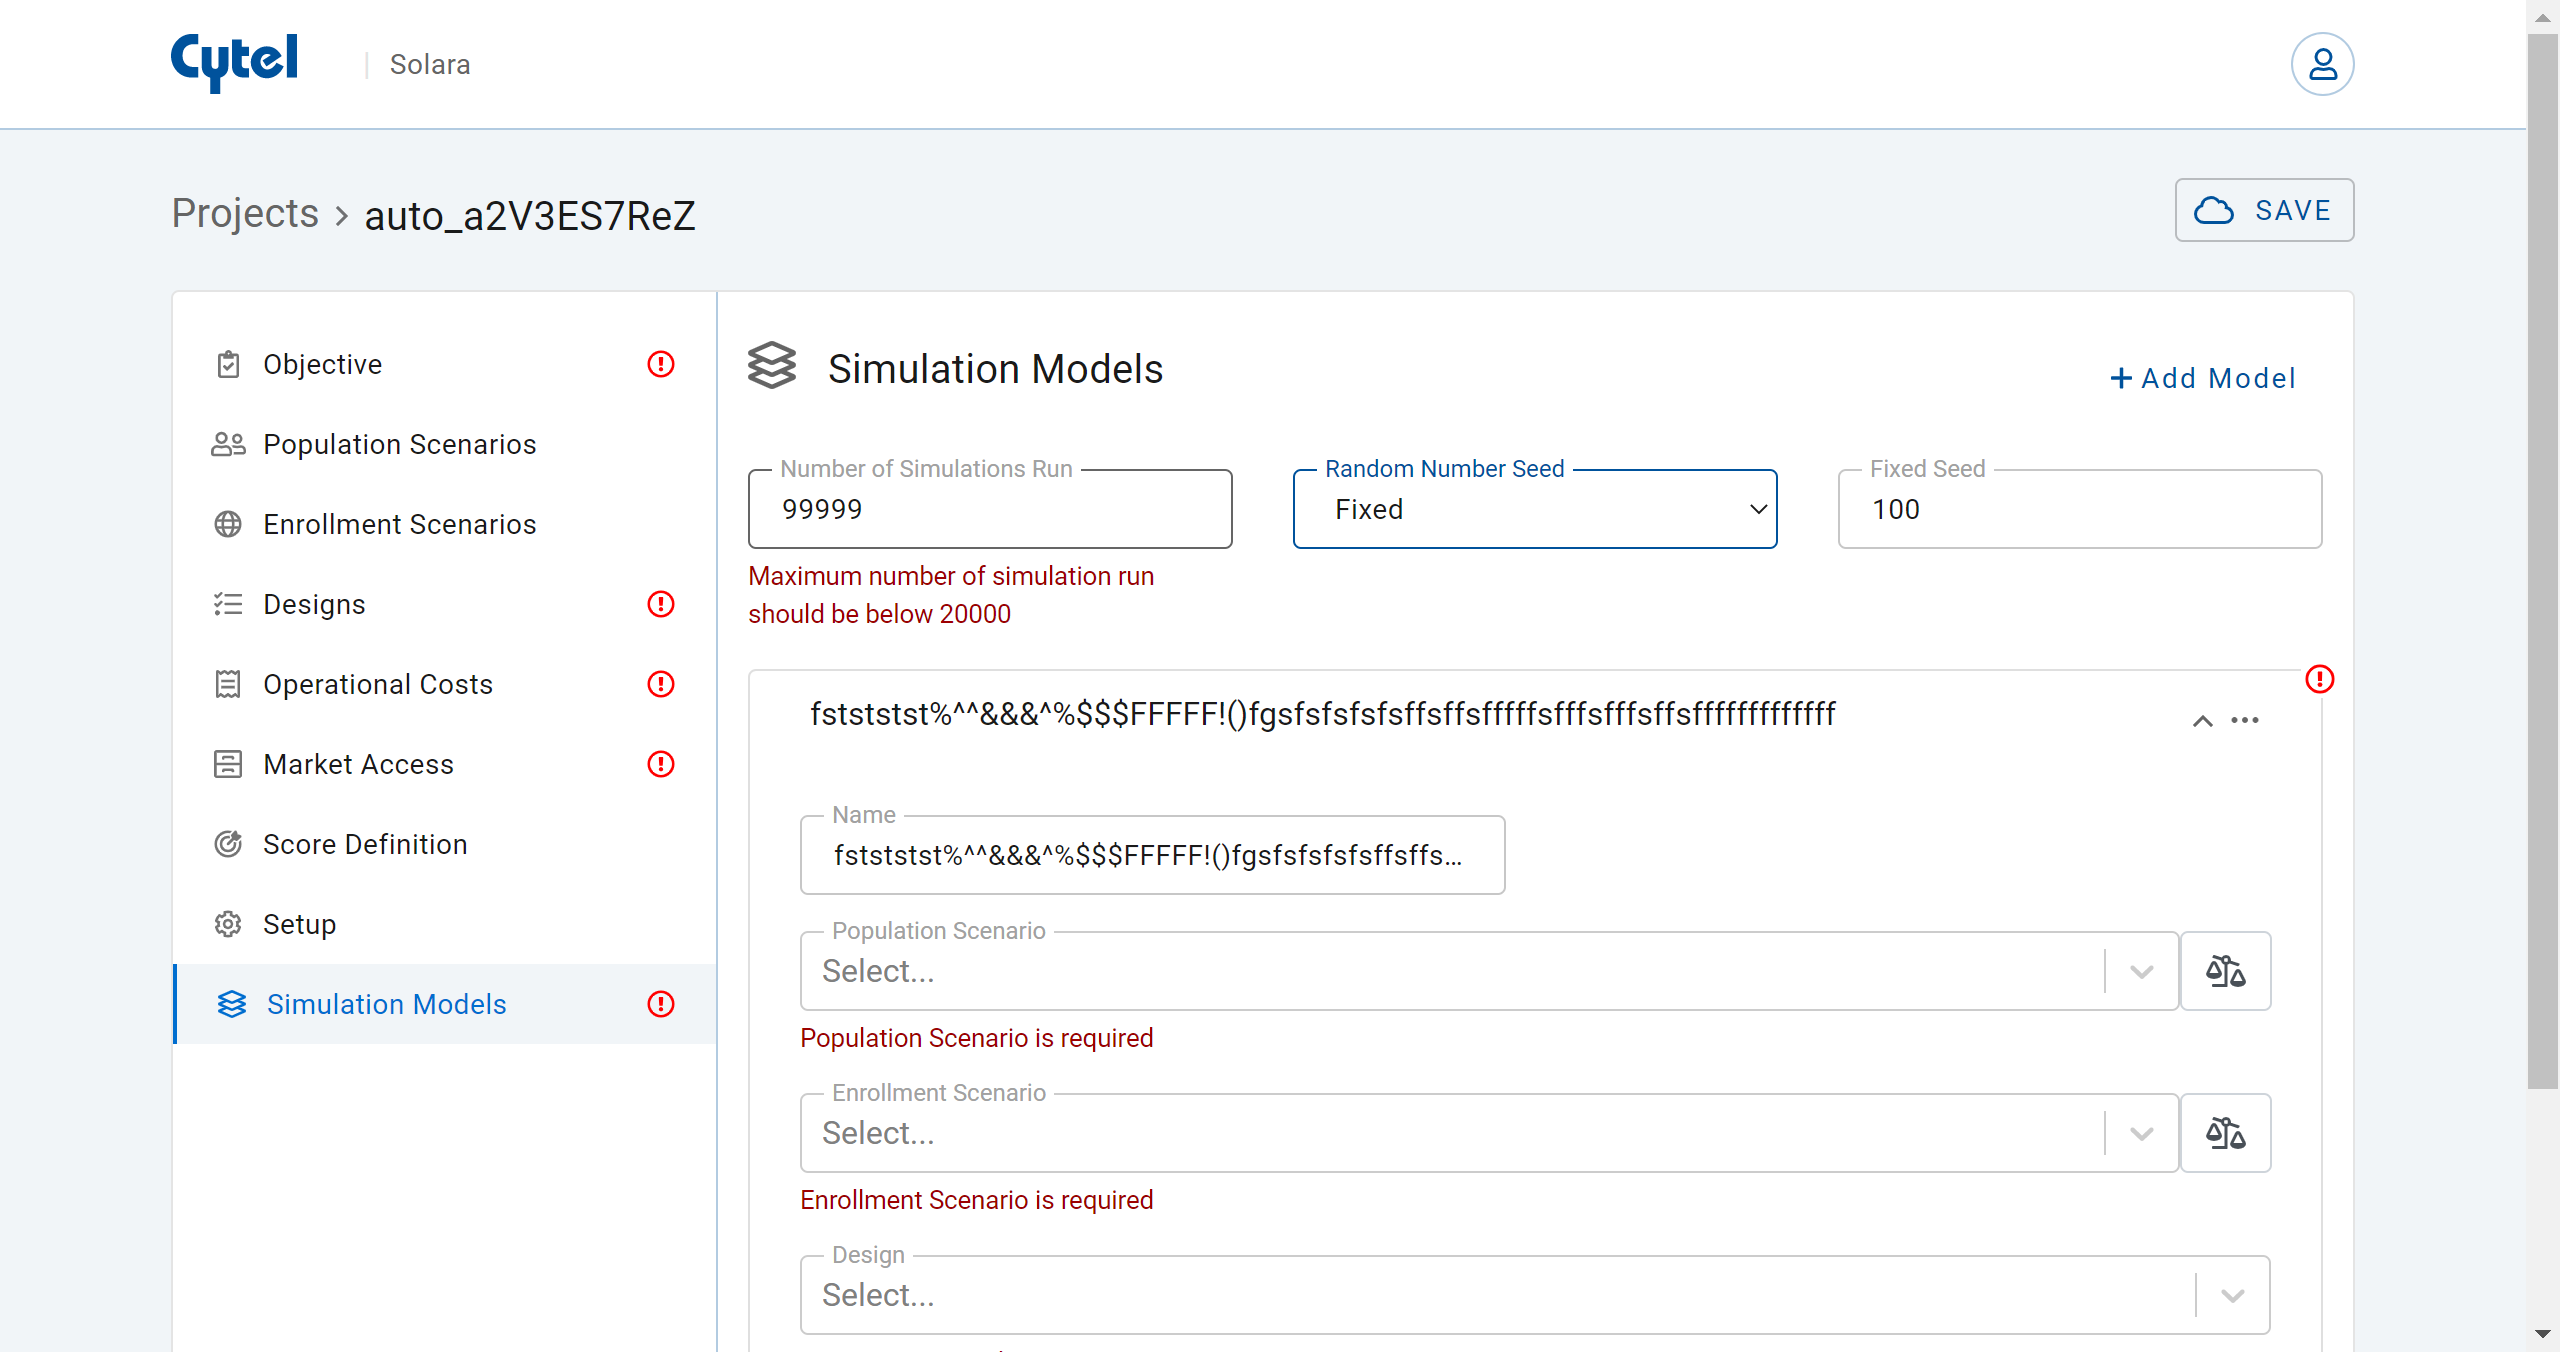 Cytel
Solara
Projects > auto_a2V3ES7ReZ
SAVE
Objective
Population Scenarios
Enrollment Scenarios
Designs
Operational Costs
Market Access
Score Definition
Setup
Simulation Models
Simulation Models
+ Add Model
Number of Simulations Run
99999
Maximum number of simulation run
should be below 20000
Random Number Seed
Fixed
Fixed Seed
100
fstststst%^^&&&^%$$$FFFFF!()fgsfsfsfsfsffsffsfffffsfffsfffsffsfffffffffffff
Name
fstststst%^^&&&^%$$$FFFFF!()fgsfsfsfsfsffsffs...
Population Scenario
Select...
Population Scenario is required
Enrollment Scenario
Select...
Enrollment Scenario is required
Design
Select...